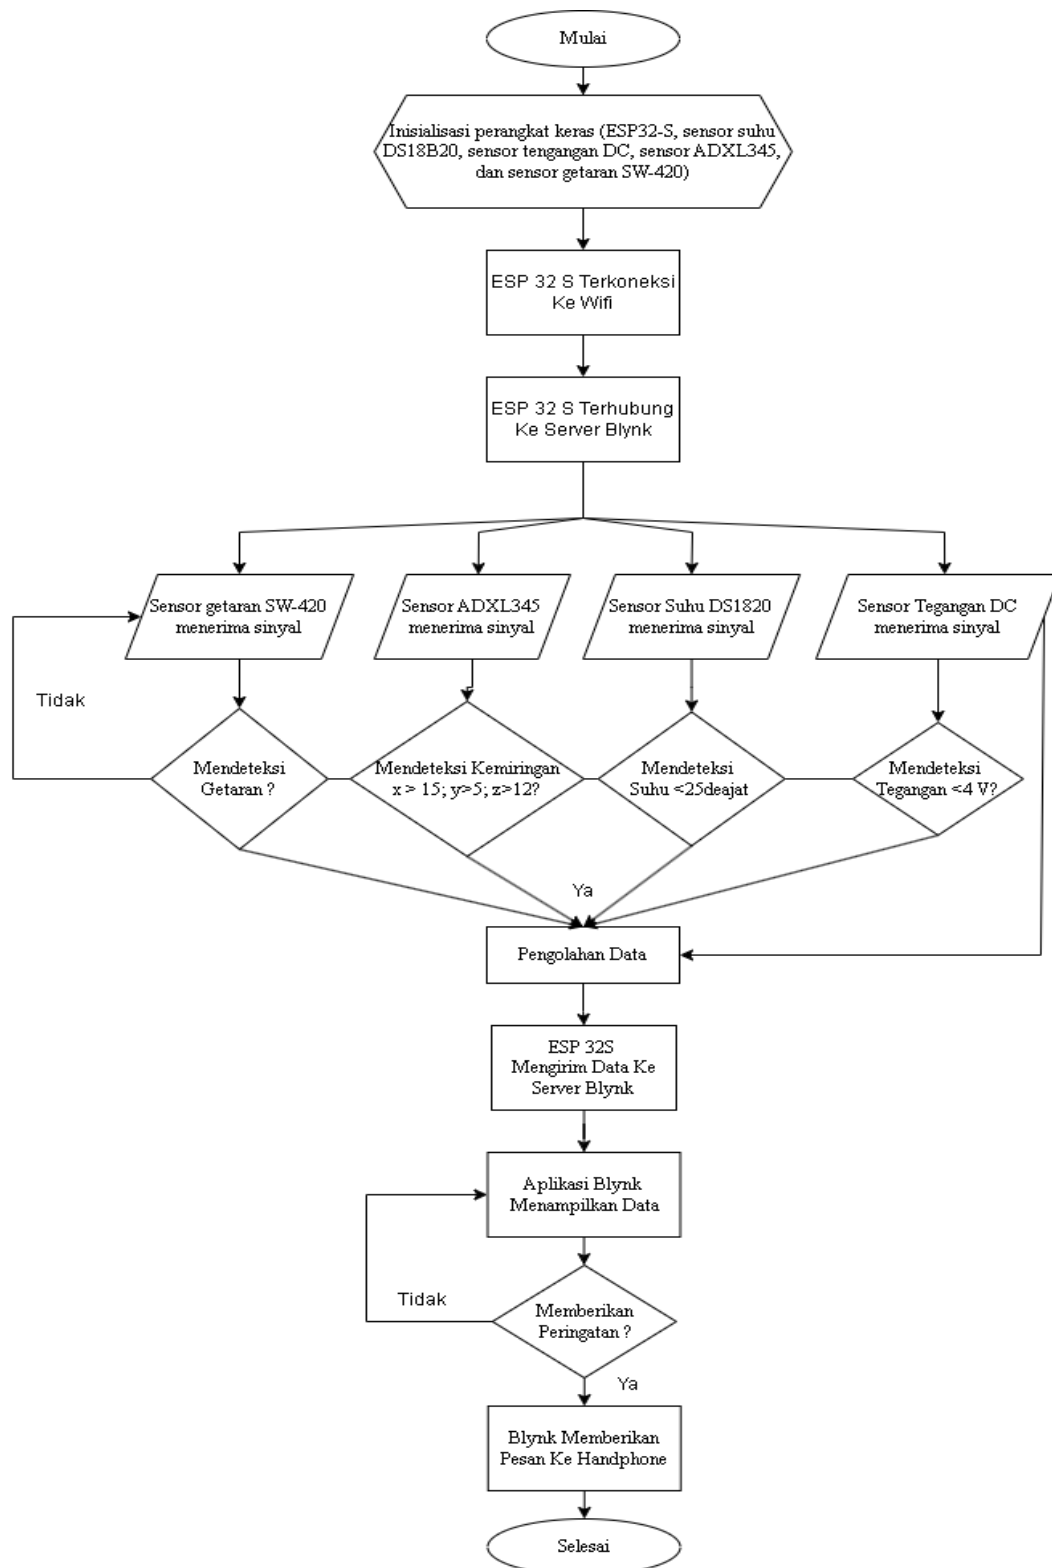 Mulai
Inisialisasi perangkat keras (ESP32-S, sensor suhu
DS18B20, sensor tengangan DC, sensor ADXL345,
dan sensor getaran SW-420)
ESP 32 S Terkoneksi
Ke Wifi
ESP 32 S Terhubung
Ke Server Blynk
Sensor getaran SW-420
menerima sinyal
Sensor ADXL345
menerima sinyal
Sensor Suhu DS1820
menerima sinyal
Sensor Tegangan DC
menerima sinyal
Tidak
Mendeteksi
Getaran ?
Mendeteksi Kemiringan
x > 15; y>5; z>12?
Mendeteksi
Suhu <25deajat
Mendeteksi
Tegangan <4 V?
Ya
Pengolahan Data
ESP 32S
Mengirim Data Ke
Server Blynk
Aplikasi Blynk
Menampilkan Data
Tidak
Memberikan
Peringatan ?
Ya
Blynk Memberikan
Pesan Ke Handphone
Selesai